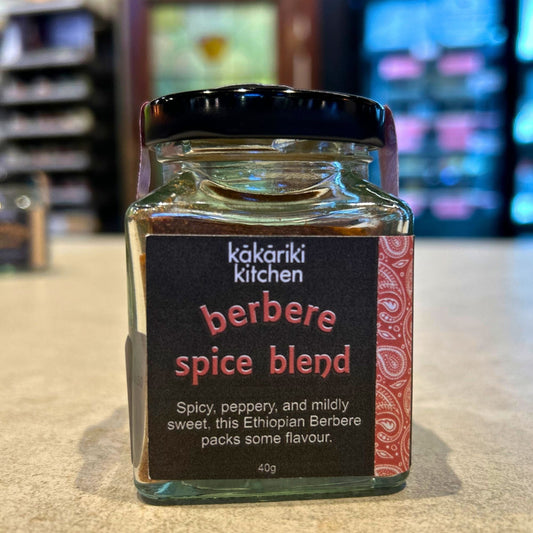 kākāriki
kitchen
berbere
spice blend
Spicy, peppery, and mildly
sweet, this Ethiopian Berbere
packs some flavour.
40g